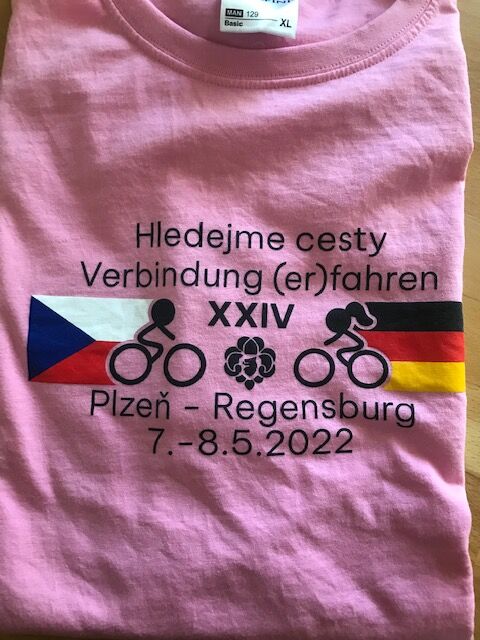 MAN 129
Basic XL
Hledejme cesty
Verbindung (er)fahren
XXIV
Plzeň - Regensburg
7.-8.5.2022